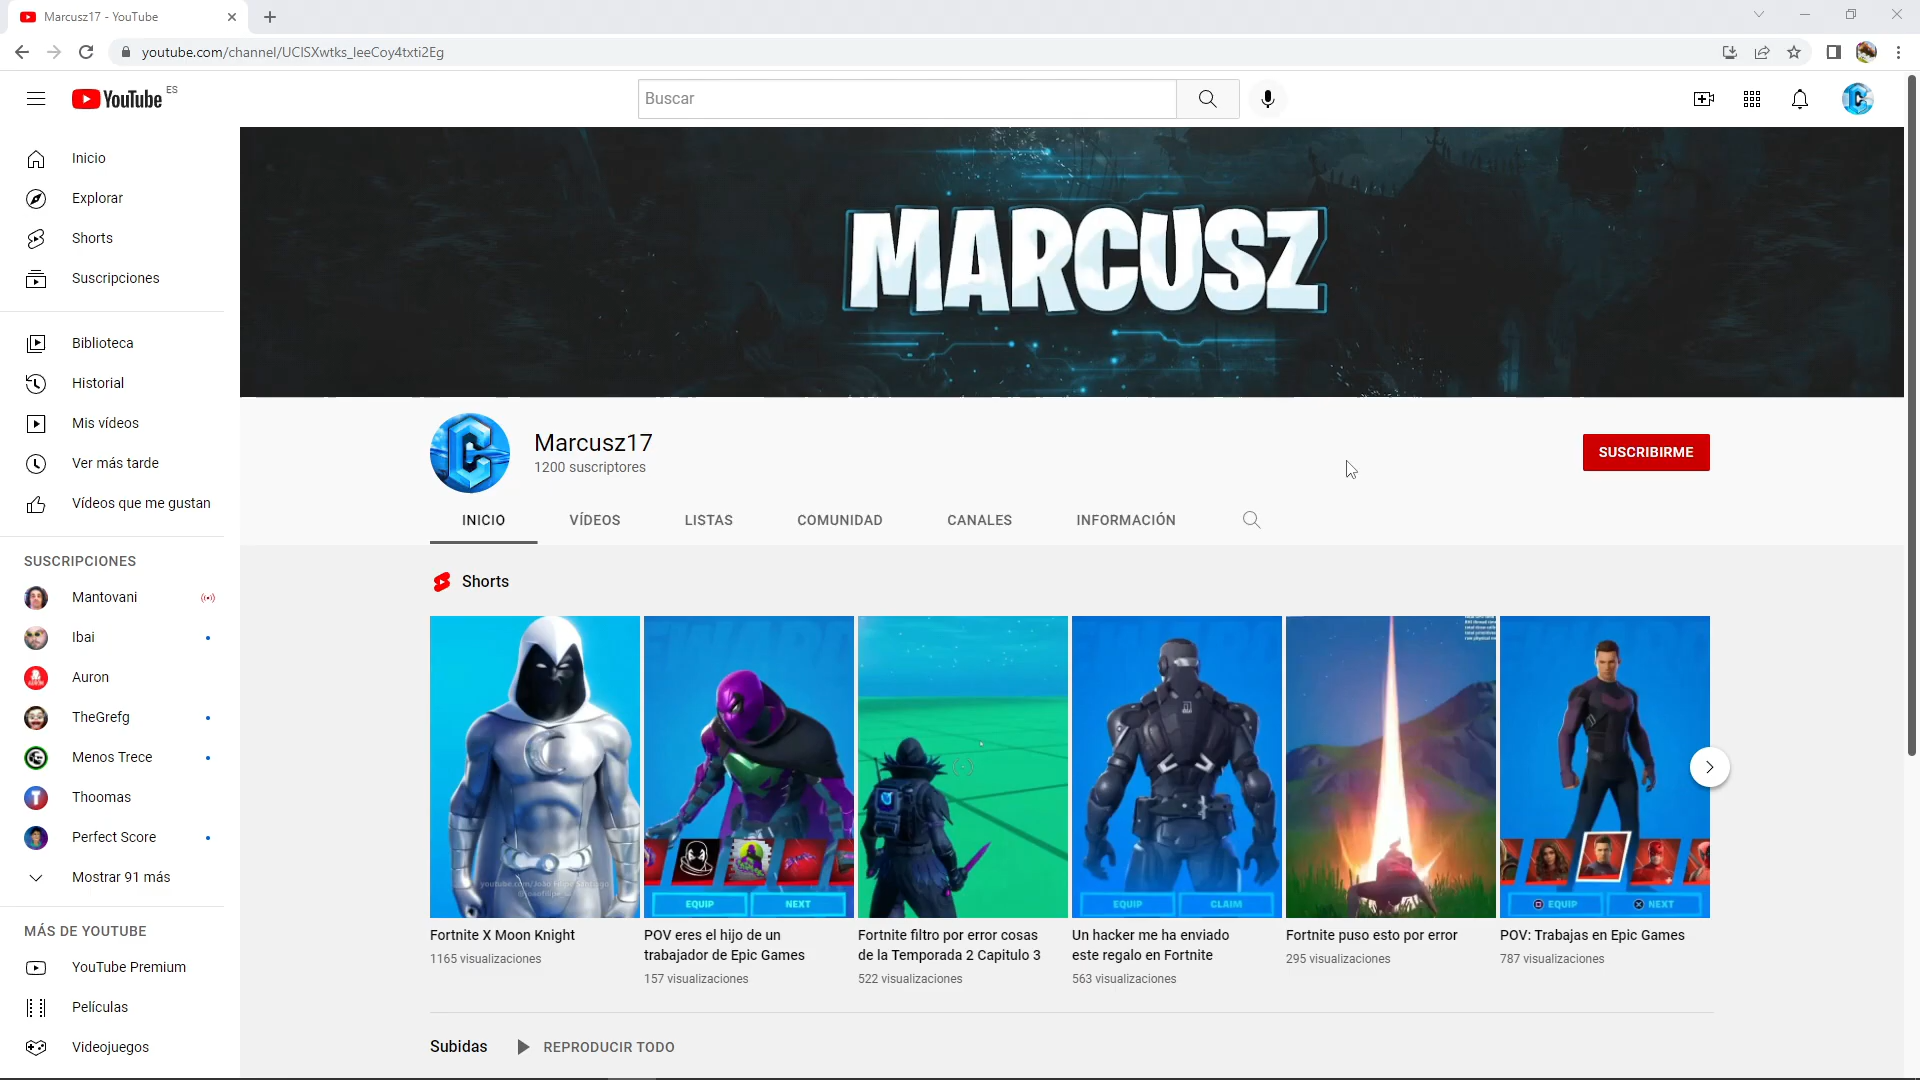 Marcusz17 - YouTube
youtube.com/channel/UCISXwtks_IeeCoy4txti2Eg
YouTube ES
Buscar
Inicio
Explorar
Shorts
Suscripciones
Biblioteca
Historial
Mis vídeos
Ver más tarde
Vídeos que me gustan
SUSCRIPCIONES
Mantovani
Ibai
Auron
TheGrefg
Menos Trece
Thoomas
Perfect Score
Mostrar 91 más
MÁS DE YOUTUBE
YouTube Premium
Películas
Videojuegos
MARCUSZ
Marcusz17
1200 suscriptores
SUSCRIBIRME
INICIO VÍDEOS LISTAS COMUNIDAD CANALES INFORMACIÓN
Shorts
EQUIP NEXT
EQUIP CLAIM
EQUIP NEXT
Fortnite X Moon Knight
1165 visualizaciones
POV eres el hijo de un
trabajador de Epic Games
157 visualizaciones
Fortnite filtro por error cosas
de la Temporada 2 Capitulo 3
522 visualizaciones
Un hacker me ha enviado
este regalo en Fortnite
563 visualizaciones
Fortnite puso esto por error
295 visualizaciones
POV: Trabajas en Epic Games
787 visualizaciones
Subidas REPRODUCIR TODO